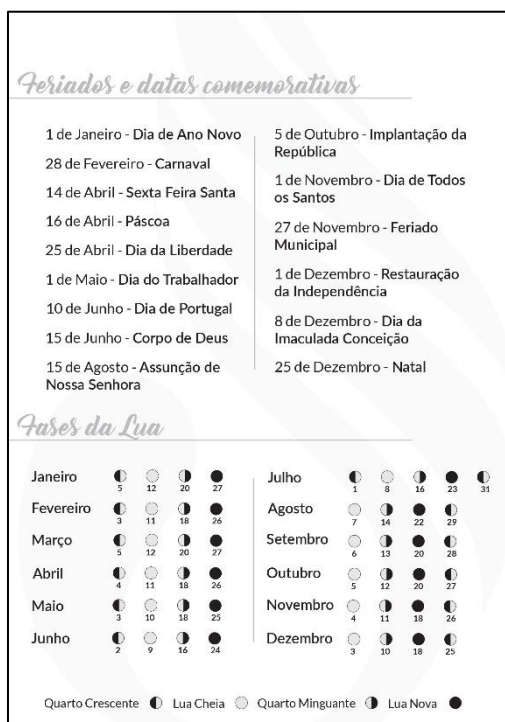 Feriados e datas comemorativas
1 de Janeiro - Dia de Ano Novo
28 de Fevereiro - Carnaval
14 de Abril - Sexta Feira Santa
16 de Abril - Páscoa
25 de Abril - Dia da Liberdade
1 de Maio - Dia do Trabalhador
10 de Junho - Dia de Portugal
15 de Junho - Corpo de Deus
15 de Agosto - Assunção de
Nossa Senhora
5 de Outubro - Implantação da
República
1 de Novembro - Dia de Todos
os Santos
27 de Novembro - Feriado
Municipal
1 de Dezembro - Restauração
da Independência
8 de Dezembro - Dia da
Imaculada Conceição
25 de Dezembro - Natal
Fases da Lua
Janeiro
5 12 20 27
Fevereiro
3 11 18 26
Março
5 12 20 27
Abril
4 11 18 26
Maio
3 10 18 25
Junho
2 9 16 24
Julho
1 8 16 23 31
Agosto
7 14 22 29
Setembro
6 13 20 28
Outubro
5 12 20 27
Novembro
4 11 18 26
Dezembro
3 10 18 25
Quarto Crescente Lua Cheia Quarto Minguante Lua Nova